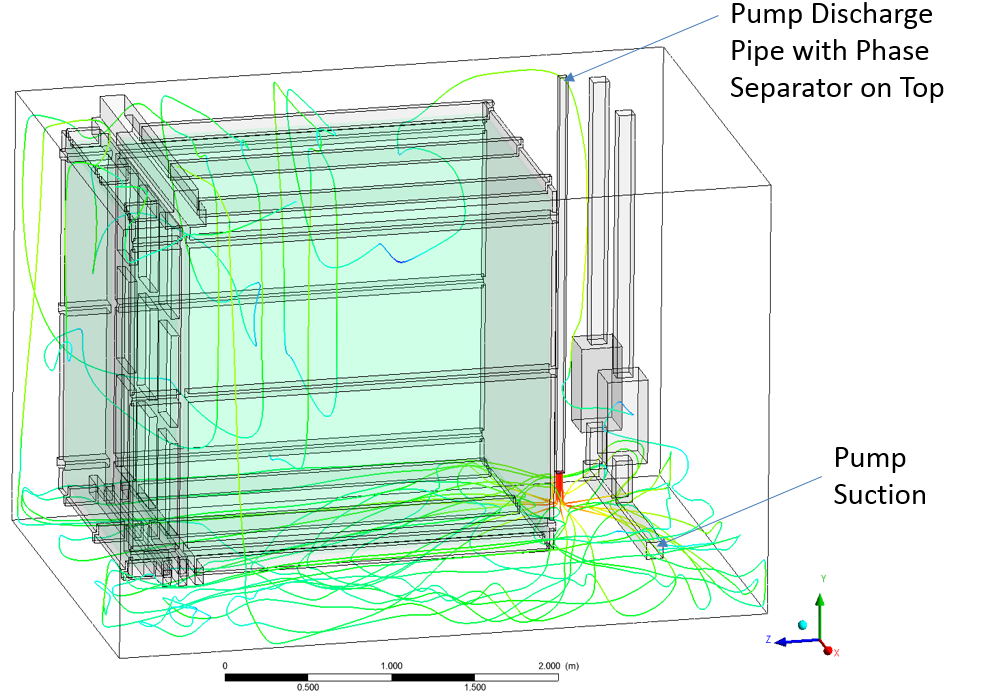 Pump Discharge
Pipe with Phase
Separator on Top
Pump
Suction
Y
Z
X
0
1.000
2.000 (m)
0.500
1.500